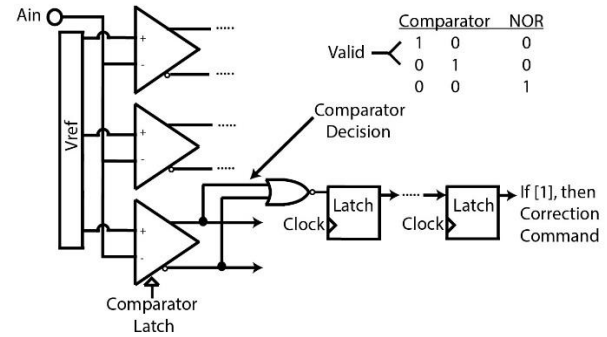 Ain
Vref
+
-
+
-
+
-
.....
.....
.....
.....
Comparator NOR
Valid
1 0 0
0 1 0
0 0 1
Comparator
Decision
Latch
Clock
.....
Latch
Clock
If [1], then
Correction
Command
Comparator
Latch